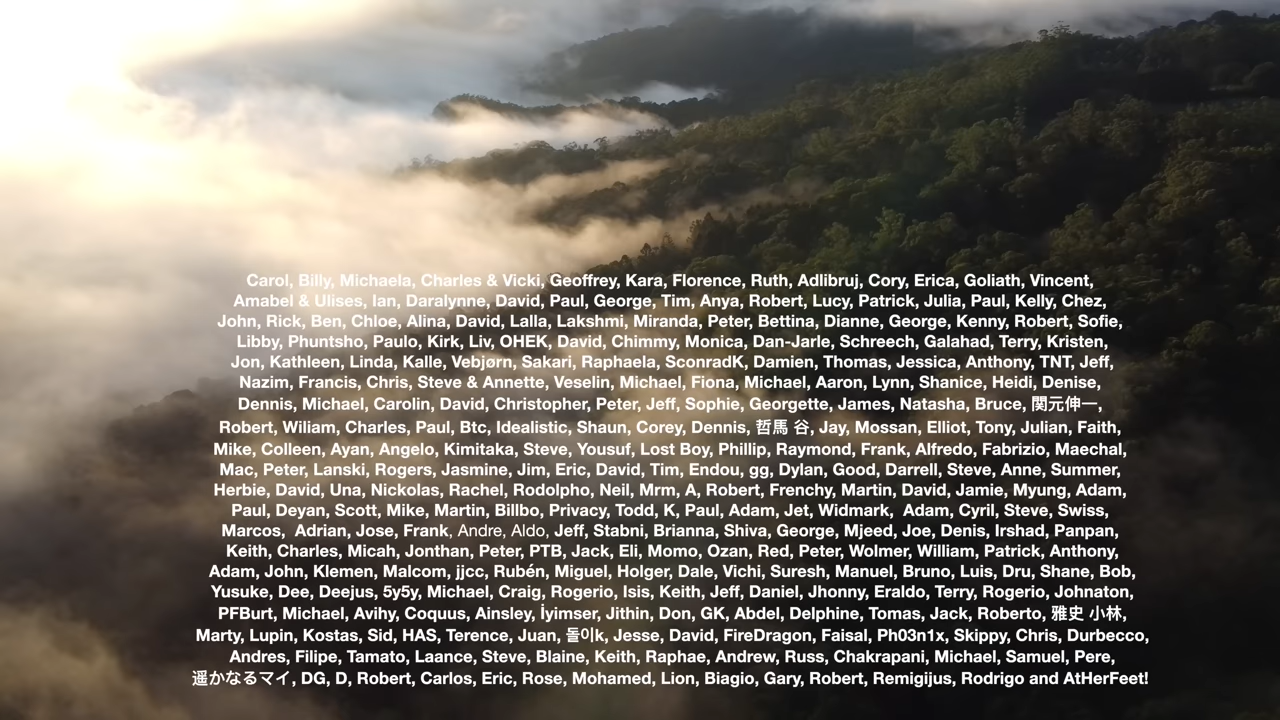 Carol, Billy, Michaela, Charles & Vicki, Geoffrey, Kara, Florence, Ruth, Adlibruj, Cory, Erica, Goliath, Vincent,
Amabel & Ulises, Ian, Daralynne, David, Paul, George, Tim, Anya, Robert, Lucy, Patrick, Julia, Paul, Kelly, Chez,
John, Rick, Ben, Chloe, Alina, David, Lalla, Lakshmi, Miranda, Peter, Bettina, Dianne, George, Kenny, Robert, Sofie,
Libby, Phuntsho, Paulo, Kirk, Liv, OHEK, David, Chimmy, Monica, Dan-Jarle, Schreech, Galahad, Terry, Kristen,
Jon, Kathleen, Linda, Kalle, Vebjørn, Sakari, Raphaela, SconradK, Damien, Thomas, Jessica, Anthony, TNT, Jeff,
Nazim, Francis, Chris, Steve & Annette, Veselin, Michael, Fiona, Michael, Aaron, Lynn, Shanice, Heidi, Denise,
Dennis, Michael, Carolin, David, Christopher, Peter, Jeff, Sophie, Georgette, James, Natasha, Bruce, 関元伸一,
Robert, Wiliam, Charles, Paul, Btc, Idealistic, Shaun, Corey, Dennis, 哲馬 谷, Jay, Mossan, Elliot, Tony, Julian, Faith,
Mike, Colleen, Ayan, Angelo, Kimitaka, Steve, Yousuf, Lost Boy, Phillip, Raymond, Frank, Alfredo, Fabrizio, Maechal,
Mac, Peter, Lanski, Rogers, Jasmine, Jim, Eric, David, Tim, Endou, gg, Dylan, Good, Darrell, Steve, Anne, Summer,
Herbie, David, Una, Nickolas, Rachel, Rodolpho, Neil, Mrm, A, Robert, Frenchy, Martin, David, Jamie, Myung, Adam,
Paul, Deyan, Scott, Mike, Martin, Billbo, Privacy, Todd, K, Paul, Adam, Jet, Widmark,  Adam, Cyril, Steve, Swiss,
Marcos,  Adrian, Jose, Frank, Andre, Aldo, Jeff, Stabni, Brianna, Shiva, George, Mjeed, Joe, Denis, Irshad, Panpan,
Keith, Charles, Micah, Jonthan, Peter, PTB, Jack, Eli, Momo, Ozan, Red, Peter, Wolmer, William, Patrick, Anthony,
Adam, John, Klemen, Malcom, jjcc, Rubén, Miguel, Holger, Dale, Vichi, Suresh, Manuel, Bruno, Luis, Dru, Shane, Bob,
Yusuke, Dee, Deejus, 5y5y, Michael, Craig, Rogerio, Isis, Keith, Jeff, Daniel, Jhonny, Eraldo, Terry, Rogerio, Johnaton,
PFBurt, Michael, Avihy, Coquus, Ainsley, İyimser, Jithin, Don, GK, Abdel, Delphine, Tomas, Jack, Roberto, 雅史 小林,
Marty, Lupin, Kostas, Sid, HAS, Terence, Juan, 돌이k, Jesse, David, FireDragon, Faisal, Ph03n1x, Skippy, Chris, Durbecco,
Andres, Filipe, Tamato, Laance, Steve, Blaine, Keith, Raphae, Andrew, Russ, Chakrapani, Michael, Samuel, Pere,
遥かなるマイ, DG, D, Robert, Carlos, Eric, Rose, Mohamed, Lion, Biagio, Gary, Robert, Remigijus, Rodrigo and AtHerFeet!